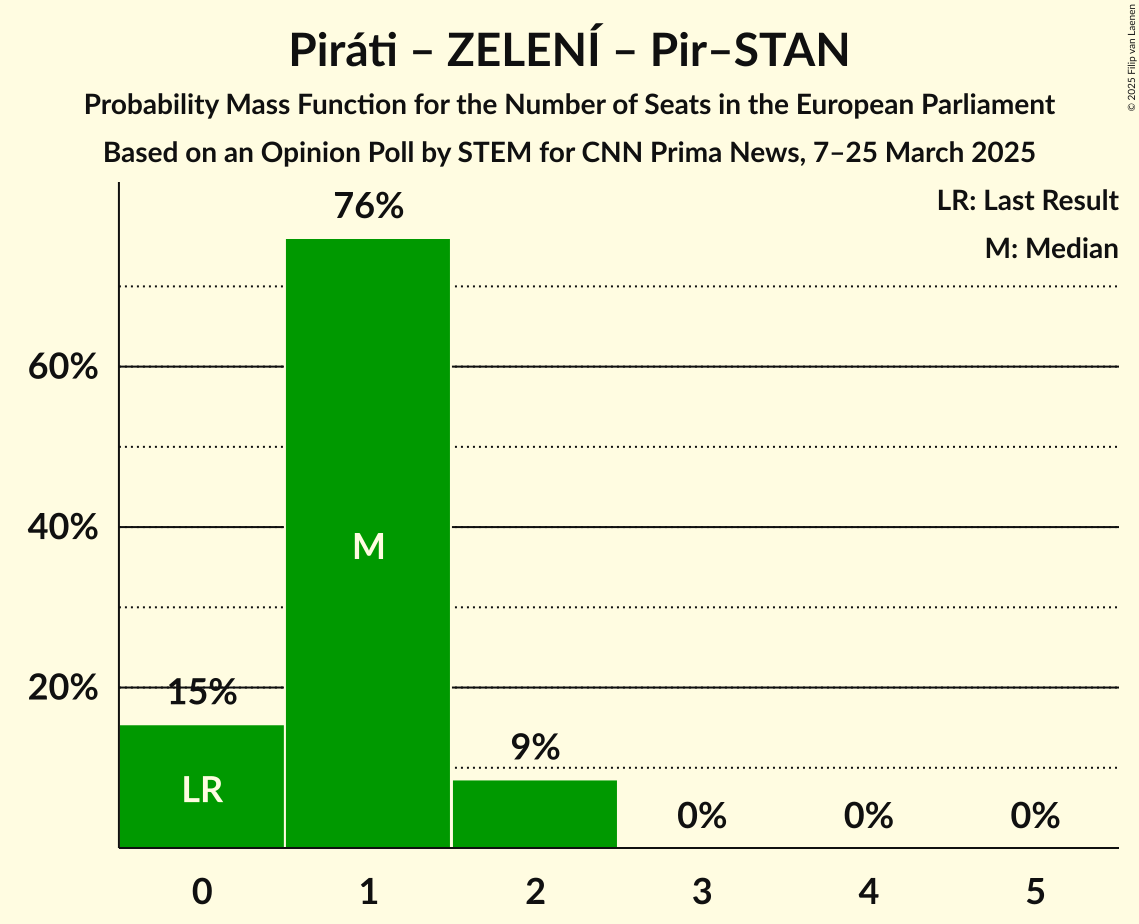 Piráti – ZELENÍ – Pir–STAN
Probability Mass Function for the Number of Seats in the European Parliament
Based on an Opinion Poll by STEM for CNN Prima News, 7–25 March 2025
© 2025 Filip van Laenen
LR: Last Result
M: Median
76%
60%
40%
M
20%
15%
9%
LR
0%
0%
0%
0
1
2
3
4
5